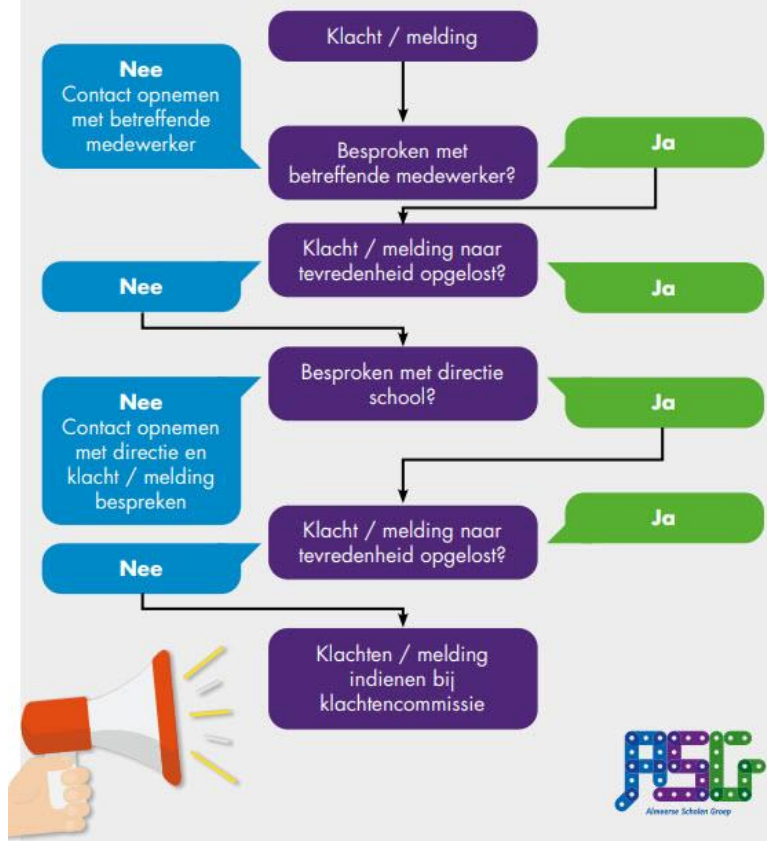 Klacht / melding
Nee
Contact opnemen
met betreffende
medewerker
Besproken met
betreffende medewerker?
Ja
Klacht / melding naar
tevredenheid opgelost?
Nee
Ja
Besproken met directie
school?
Nee
Contact opnemen
met directie en
klacht / melding
bespreken
Ja
Klacht / melding naar
tevredenheid opgelost?
Ja
Nee
Klachten / melding
indienen bij
klachtencommissie
ASG
Almeerse Scholen Groep